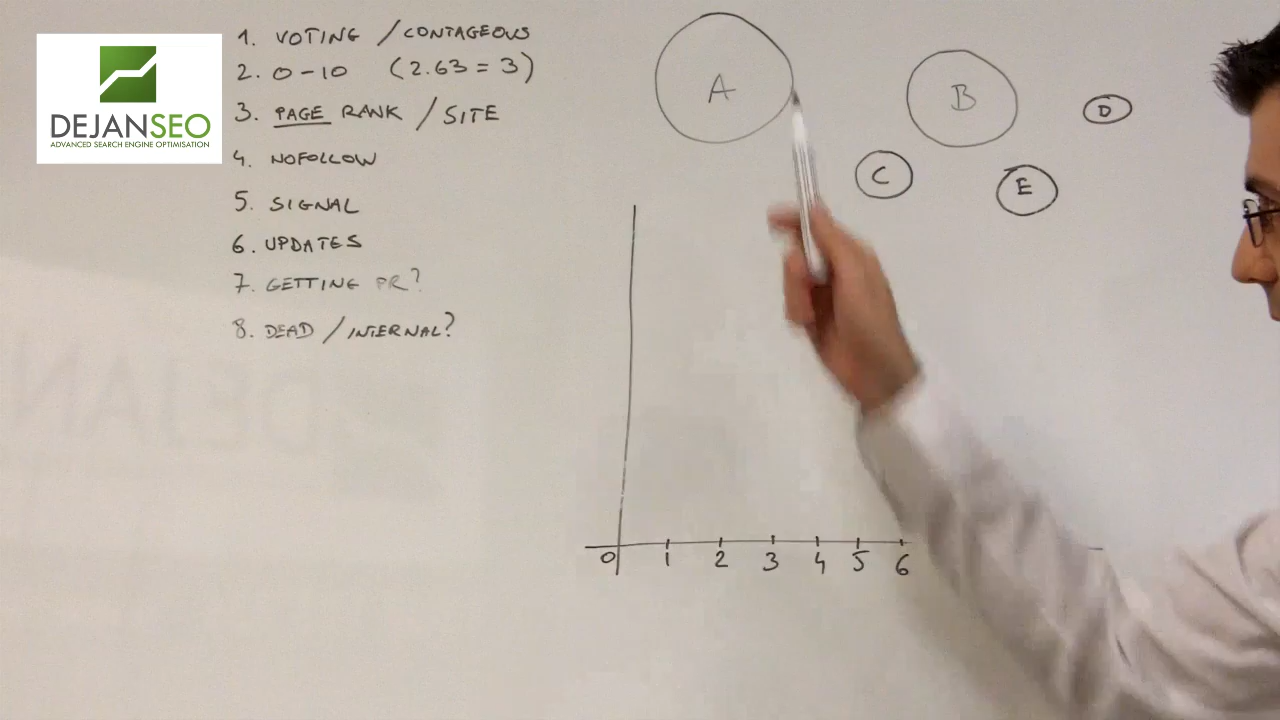 DEJANSEO
ADVANCED SEARCH ENGINE OPTIMISATION
1. VOTING / CONTAGEOUS
2. 0-10 (2.63 = 3)
3. PAGE RANK / SITE
4. NOFOLLOW
5. SIGNAL
6. UPDATES
7. GETTING PR?
8. DEAD / INTERNAL?
A
B
D
C
E
0 1 2 3 4 5 6
DEJAN